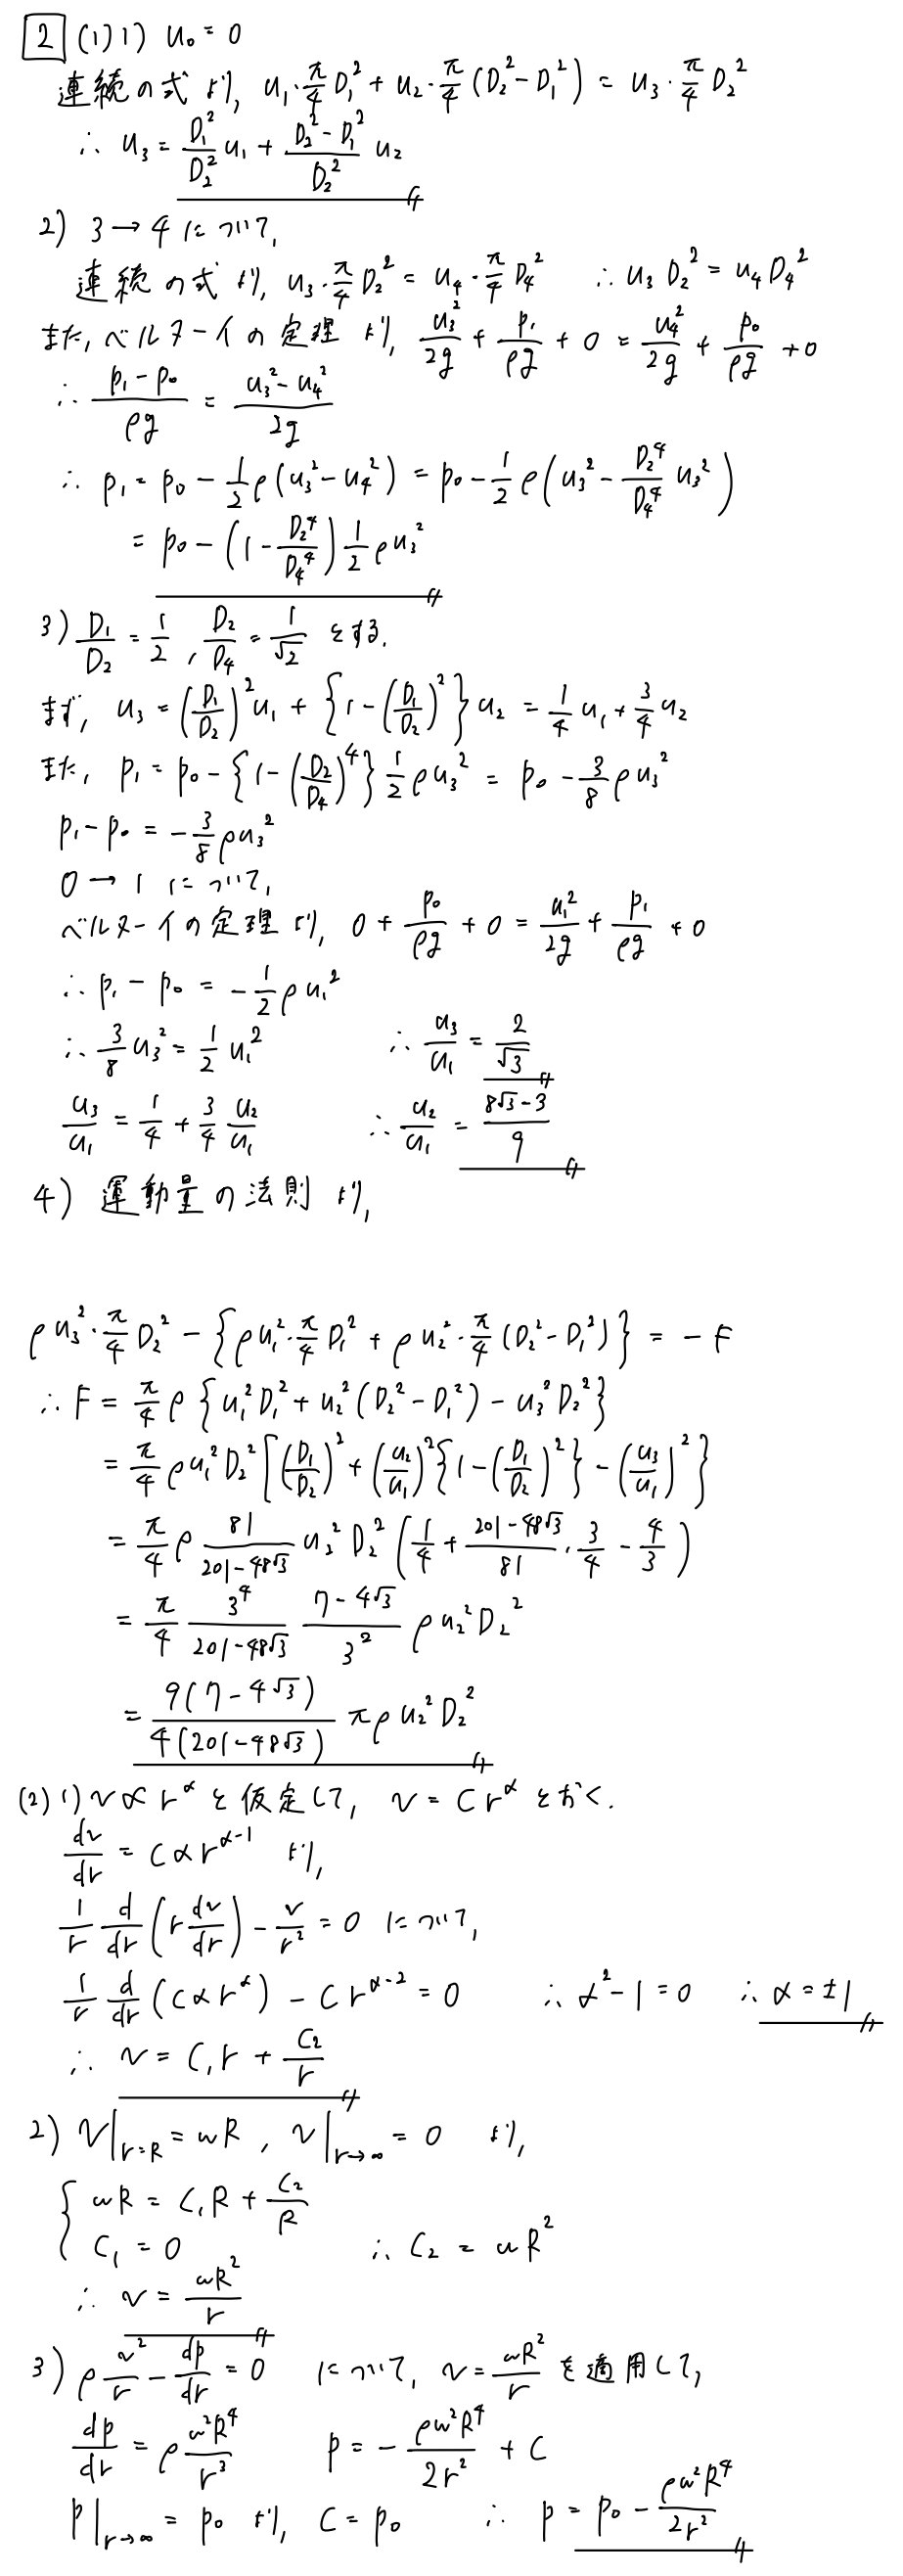 [2] (1) 1) u₀ = 0
連続の式より, u₁·π/4 D₁² + u₂·π/4 (D₂² - D₁²) = u₃·π/4 D₂²
∴ u₃ = D₁²/D₂² u₁ + (D₂² - D₁²)/D₂² u₂
2) 3→4 について,
連続の式より, u₃·π/4 D₂² = u₄·π/4 D₄² ∴ u₃D₂² = u₄D₄²
また, ベルヌーイの定理より, u₃²/2g + p₁/ρg + 0 = u₄²/2g + p₀/ρg + 0
∴ (p₁ - p₀)/ρg = (u₃² - u₄²)/2g
∴ p₁ = p₀ - 1/2 ρ(u₃² - u₄²) = p₀ - 1/2 ρ(u₃² - D₂⁴/D₄⁴ u₃²)
= p₀ - (1 - D₂⁴/D₄⁴) 1/2 ρu₃²
3) D₁/D₂ = 1/2, D₂/D₄ = 1/√2 とする.
まず, u₃ = (D₁/D₂)² u₁ + {1 - (D₁/D₂)²} u₂ = 1/4 u₁ + 3/4 u₂
また, p₁ = p₀ - {1 - (D₂/D₄)⁴} 1/2 ρu₃² = p₀ - 3/8 ρu₃²
p₁ - p₀ = - 3/8 ρu₃²
0→1 について,
ベルヌーイの定理より, 0 + p₀/ρg + 0 = u₁²/2g + p₁/ρg + 0
∴ p₁ - p₀ = - 1/2 ρu₁²
∴ 3/8 u₃² = 1/2 u₁² ∴ u₃/u₁ = 2/√3
u₃/u₁ = 1/4 + 3/4 u₂/u₁ ∴ u₂/u₁ = (8√3 - 3)/9
4) 運動量の法則より,
ρu₃²·π/4 D₂² - {ρu₁²·π/4 D₁² + ρu₂²·π/4 (D₂² - D₁²)} = - F
∴ F = π/4 ρ{u₁²D₁² + u₂²(D₂² - D₁²) - u₃²D₂²}
= π/4 ρu₁²D₂² [(D₁/D₂)² + (u₂/u₁)² {1 - (D₁/D₂)²} - (u₃/u₁)²}
= π/4 ρ 81/(201 - 48√3) u₂²D₂² (1/4 + (201 - 48√3)/81 · 3/4 - 4/3)
= π/4 3⁴/(201 - 48√3) (7 - 4√3)/3² ρu₂²D₂²
= 9(7 - 4√3)/4(201 - 48√3) πρu₂²D₂²
(2) 1) v ∝ r^α と仮定して, v = Cr^α とおく.
dv/dr = Cαr^(α-1) より,
1/r d/dr (r dv/dr) - v/r² = 0 について,
1/r d/dr (Cαr^α) - Cr^(α-2) = 0 ∴ α² - 1 = 0 ∴ α = ±1
∴ v = C₁r + C₂/r
2) v|r=R = ωR, v|r→∞ = 0 より,
{ ωR = C₁R + C₂/R
C₁ = 0 ∴ C₂ = ωR²
∴ v = ωR²/r
3) ρ v²/r - dp/dr = 0 について, v = ωR²/r を適用して,
dp/dr = ρ ω²R⁴/r³ p = - ρω²R⁴/2r² + C
p|r→∞ = p₀ より, C = p₀ ∴ p = p₀ - ρω²R⁴/2r²